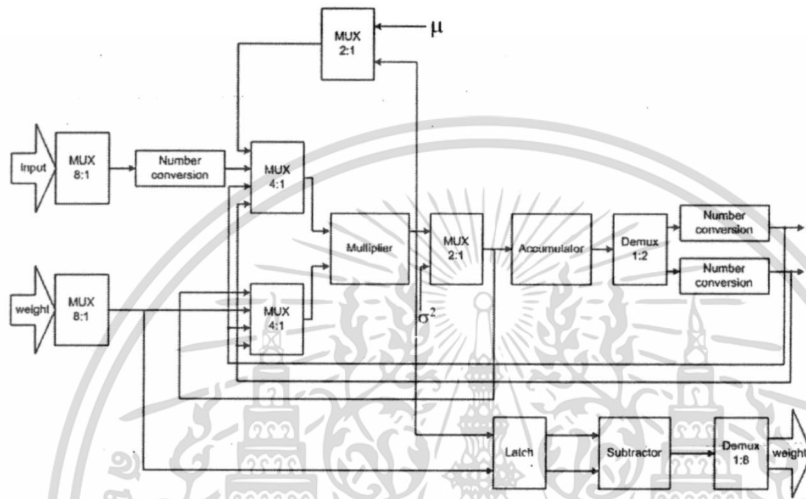 MUX
2:1
μ
Input
MUX
8:1
Number
conversion
MUX
4:1
Multiplier
MUX
2:1
Accumulator
Demux
1:2
Number
conversion
Number
conversion
weight
MUX
8:1
MUX
4:1
σ²
Latch
Subtractor
Demux
1:8
weight